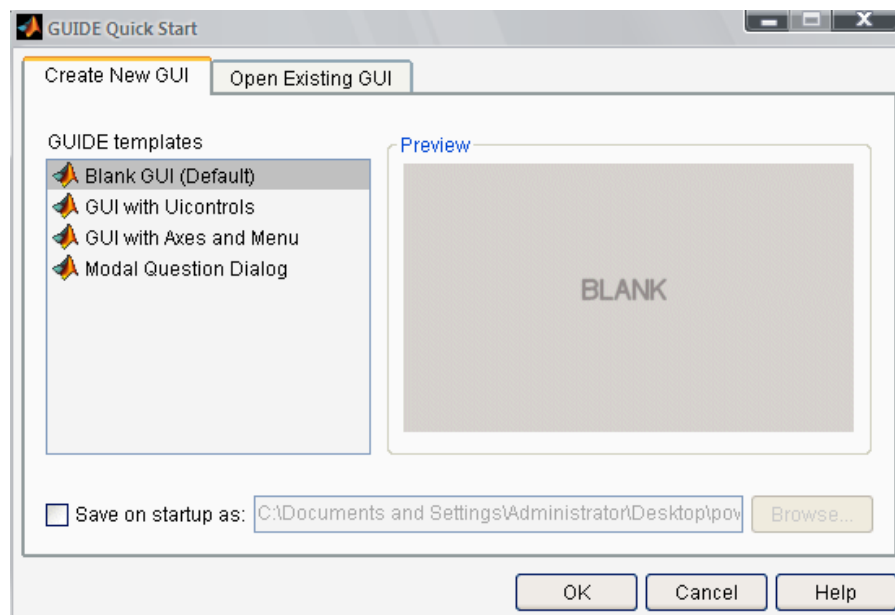 GUIDE Quick Start
Create New GUI
Open Existing GUI
GUIDE templates
Blank GUI (Default)
GUI with Uicontrols
GUI with Axes and Menu
Modal Question Dialog
Preview
BLANK
Save on startup as:
C:\Documents and Settings\Administrator\Desktop\pov
Browse...
OK
Cancel
Help